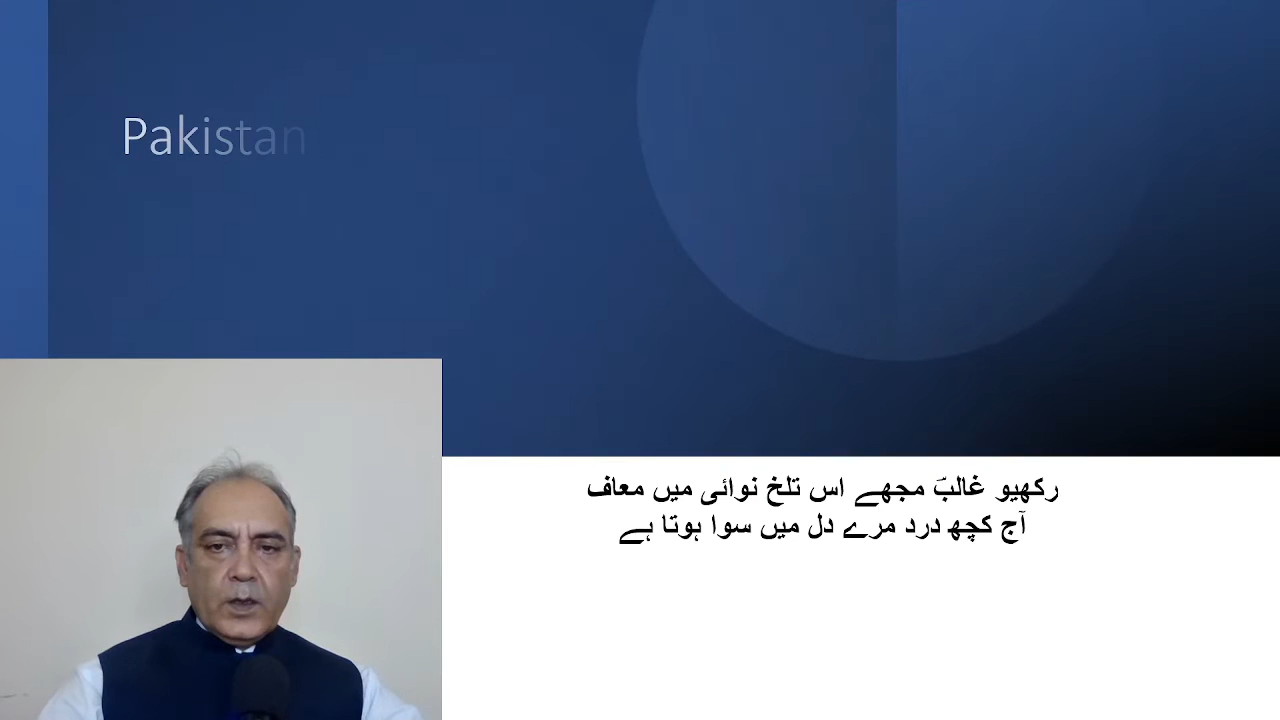 Pakistan
رکھیو غالبؔ مجھے اس تلخ نوائی میں معاف
آج کچھ درد مرے دل میں سوا ہوتا ہے